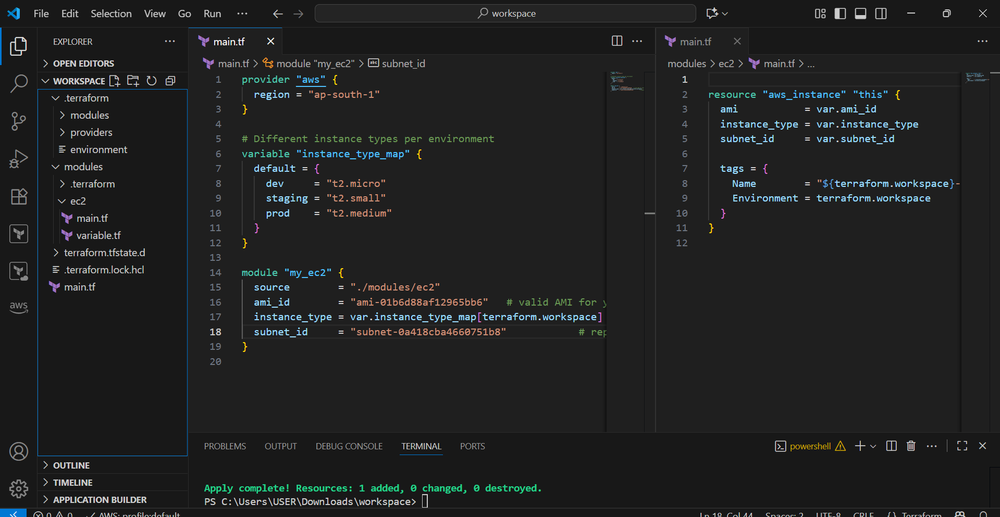 File Edit Selection View Go Run ··· workspace
EXPLORER ···
OPEN EDITORS
WORKSPACE
.terraform
modules
providers
environment
modules
.terraform
ec2
main.tf
variable.tf
terraform.tfstate.d
.terraform.lock.hcl
main.tf
aws
OUTLINE
TIMELINE
APPLICATION BUILDER
main.tf
main.tf > module "my_ec2" > abc subnet_id
1 provider "aws" {
2 region = "ap-south-1"
3 }
4
5 # Different instance types per environment
6 variable "instance_type_map" {
7 default = {
8 dev = "t2.micro"
9 staging = "t2.small"
10 prod = "t2.medium"
11 }
12 }
13
14 module "my_ec2" {
15 source = "./modules/ec2"
16 ami_id = "ami-01b6d88af12965bb6" # valid AMI for y
17 instance_type = var.instance_type_map[terraform.workspace]
18 subnet_id = "subnet-0a418cba4660751b8" # rep
19 }
20
main.tf
modules > ec2 > main.tf > ...
1
2 resource "aws_instance" "this" {
3 ami = var.ami_id
4 instance_type = var.instance_type
5 subnet_id = var.subnet_id
6
7 tags = {
8 Name = "${terraform.workspace}-
9 Environment = terraform.workspace
10 }
11 }
12
PROBLEMS OUTPUT DEBUG CONSOLE TERMINAL PORTS
powershell
Apply complete! Resources: 1 added, 0 changed, 0 destroyed.
PS C:\Users\USER\Downloads\workspace>
0 0 AWS: profile:default Ln 18, Col 44 Spaces: 2 UTF-8 CRLF {} Terraform